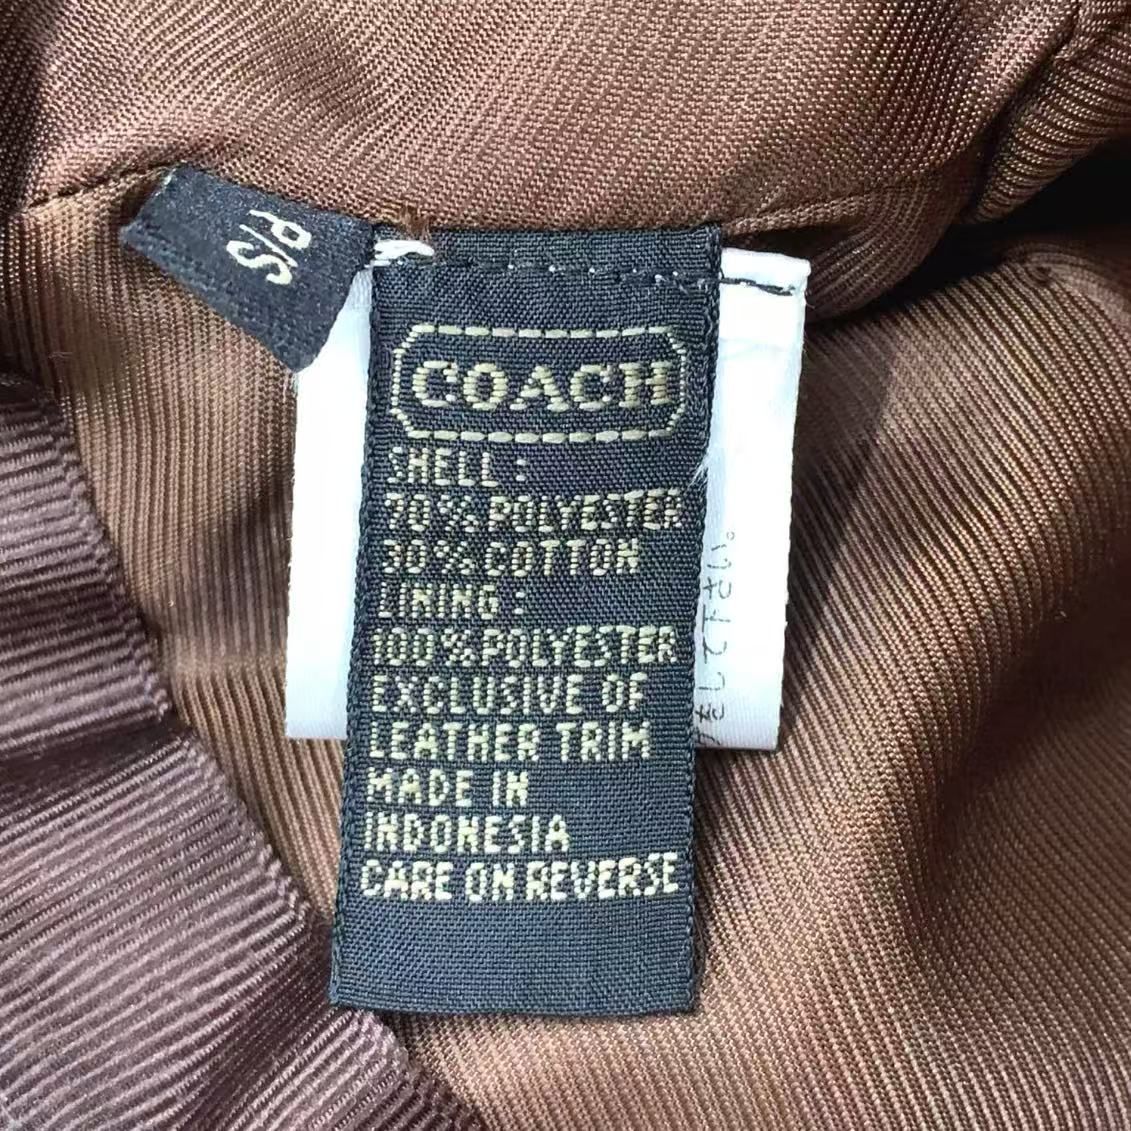 P/S
COACH
SHELL :
70% POLYESTER
30% COTTON
LINING :
100% POLYESTER
EXCLUSIVE OF
LEATHER TRIM
MADE IN
INDONESIA
CARE ON REVERSE